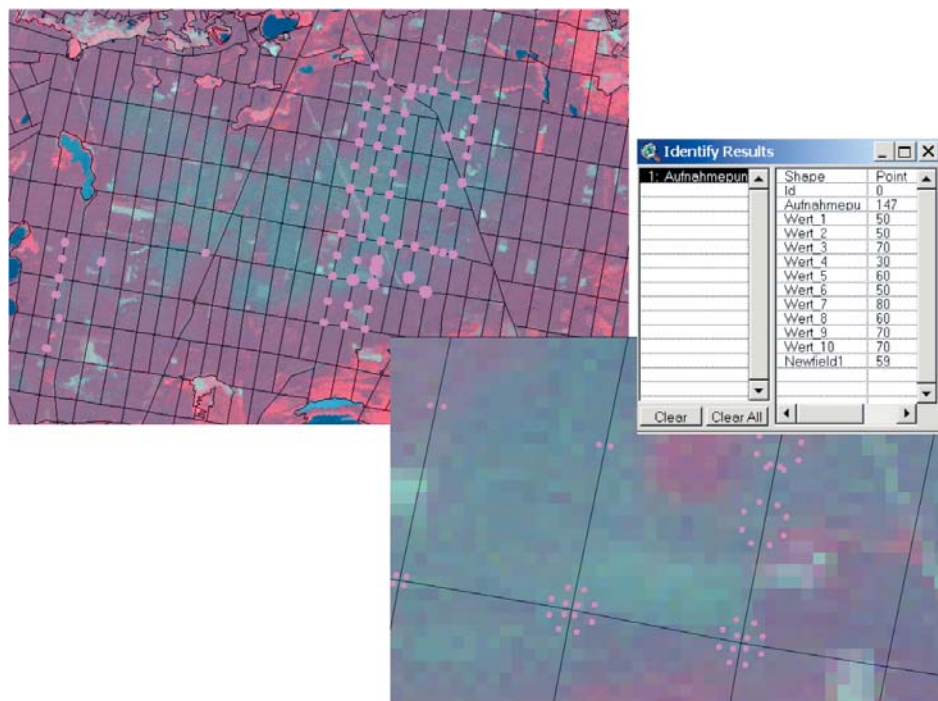 Identify Results
1: Aufnahmepun
Shape Point
Id 0
Aufnahmepu 147
Wert_1 50
Wert_2 50
Wert_3 70
Wert_4 30
Wert_5 60
Wert_6 50
Wert_7 80
Wert_8 60
Wert_9 70
Wert_10 70
Newfield1 59
Clear Clear All